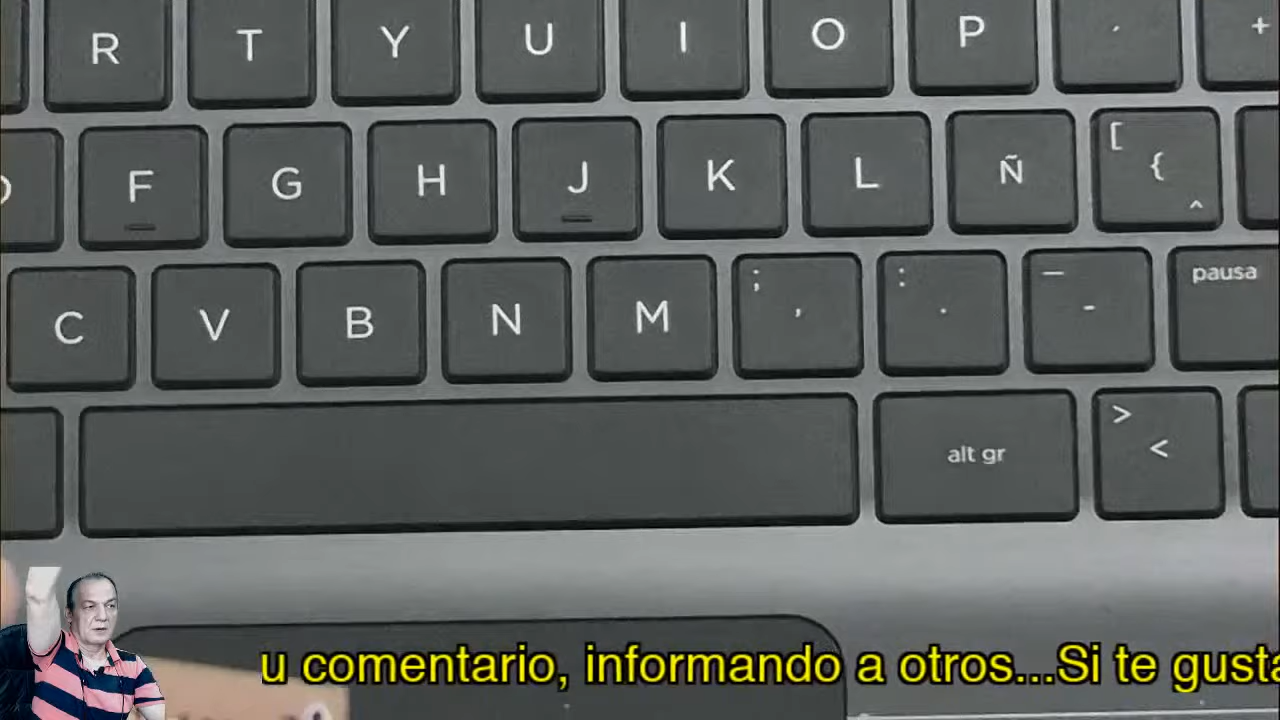 R T Y U I O P ´ +
F G H J K L Ñ [ { ^
C V B N M ; , : . — - pausa
alt gr > <
u comentario, informando a otros...Si te gusta